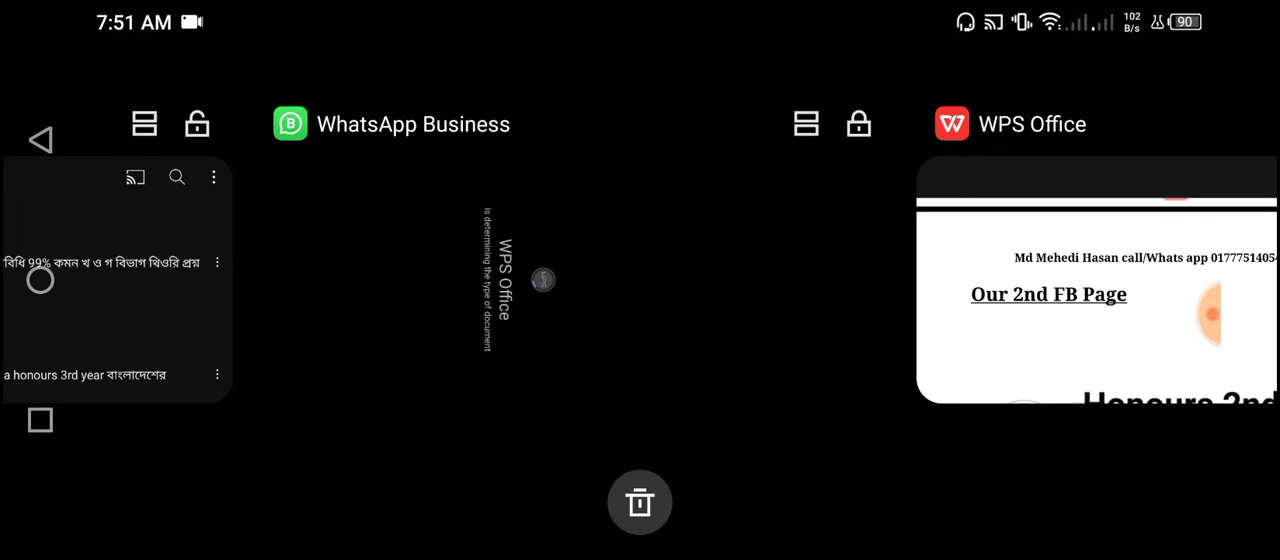 7:51 AM
102
B/s
90
WhatsApp Business
WPS Office
বিধি 99% কমন খ ও গ বিভাগ থিওরি প্রশ্ন
a honours 3rd year বাংলাদেশের
WPS Office
is determining the type of document
Md Mehedi Hasan call/Whats app 0177751405
Our 2nd FB Page
Honours 2nd